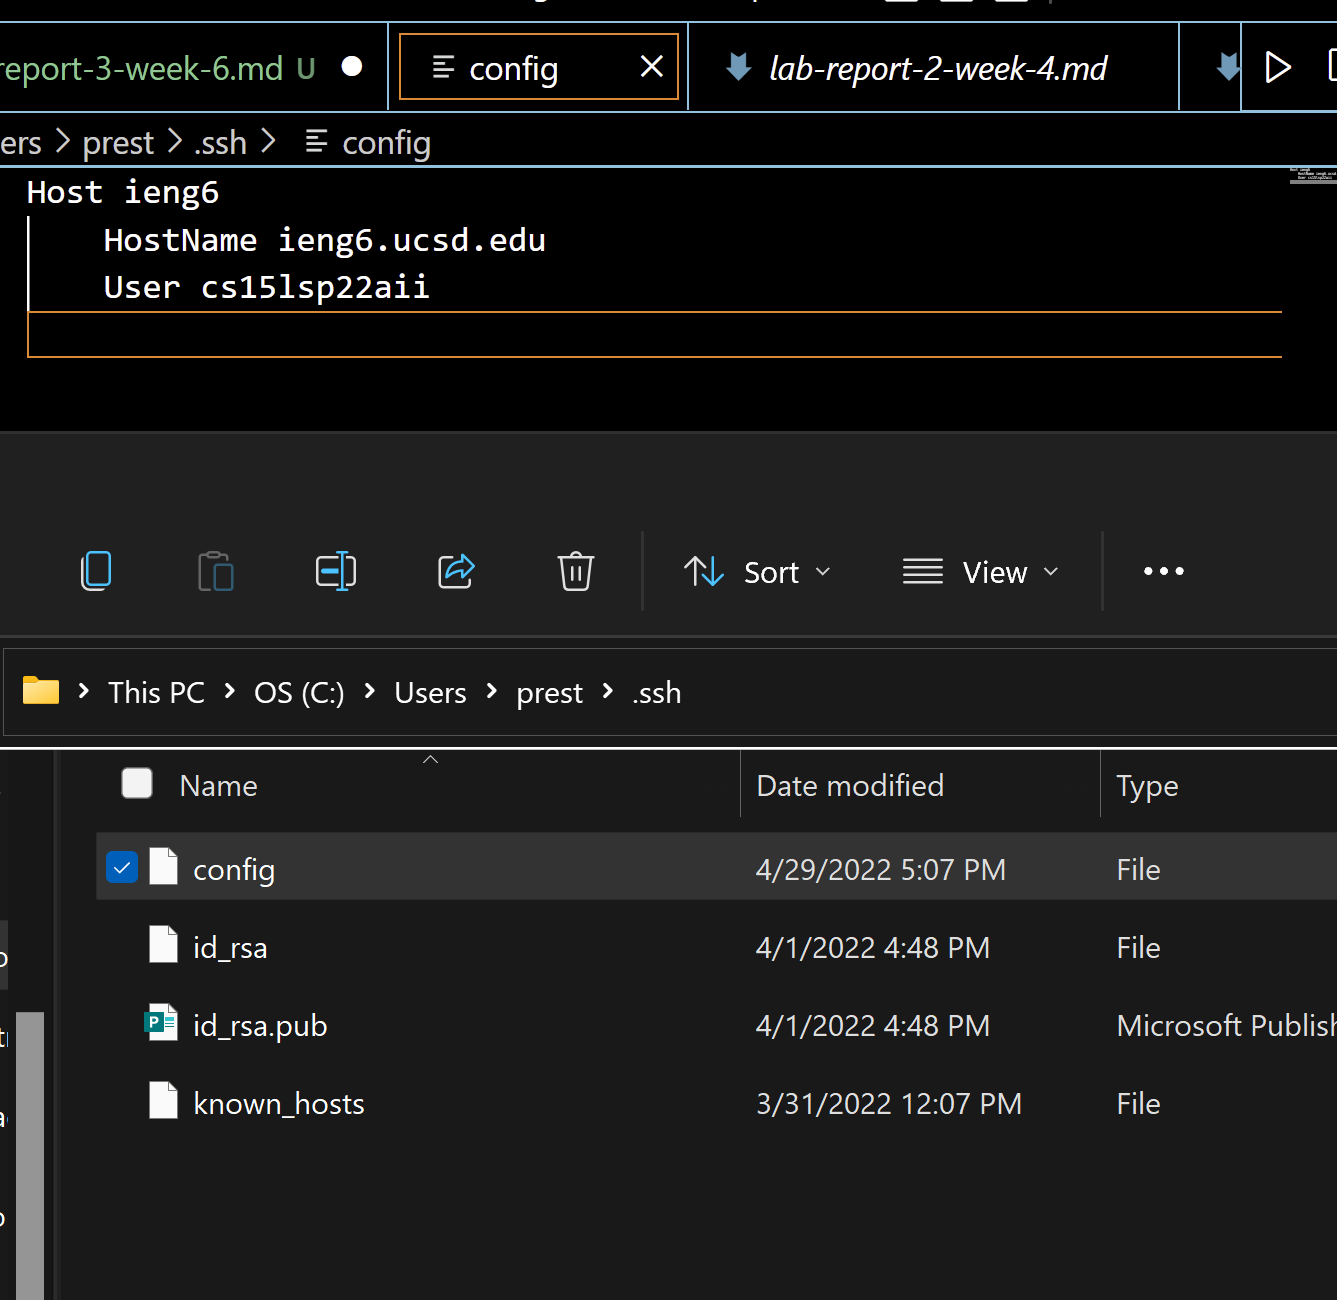 report-3-week-6.md U
config
lab-report-2-week-4.md
ers > prest > .ssh > config
Host ieng6
HostName ieng6.ucsd.edu
User cs15lsp22aii
Sort
View
This PC > OS (C:) > Users > prest > .ssh
Name Date modified Type
config 4/29/2022 5:07 PM File
id_rsa 4/1/2022 4:48 PM File
id_rsa.pub 4/1/2022 4:48 PM Microsoft Publish
known_hosts 3/31/2022 12:07 PM File